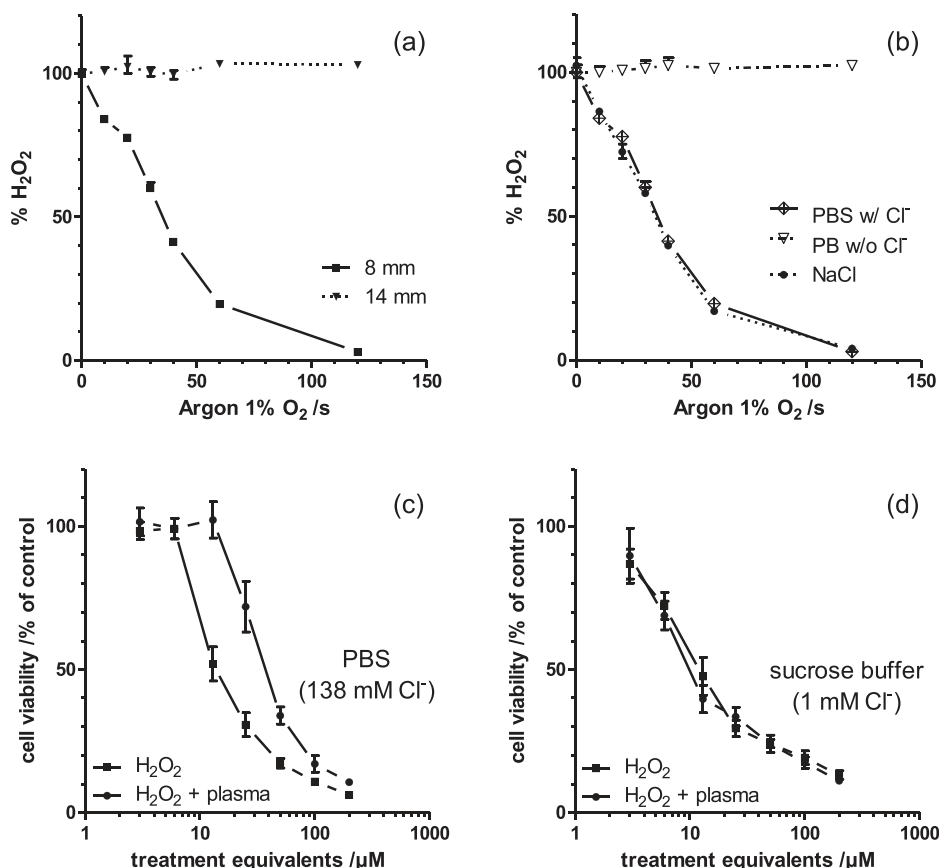 (a)
% H₂O₂
100
50
0
8 mm
14 mm
0 50 100 150
Argon 1% O₂ /s
(b)
% H₂O₂
100
50
0
PBS w/ Cl⁻
PB w/o Cl⁻
NaCl
0 50 100 150
Argon 1% O₂ /s
(c)
cell viability /% of control
100
50
0
PBS
(138 mM Cl⁻)
H₂O₂
H₂O₂ + plasma
1 10 100 1000
treatment equivalents /µM
(d)
cell viability /% of control
100
50
0
sucrose buffer
(1 mM Cl⁻)
H₂O₂
H₂O₂ + plasma
1 10 100 1000
treatment equivalents /µM